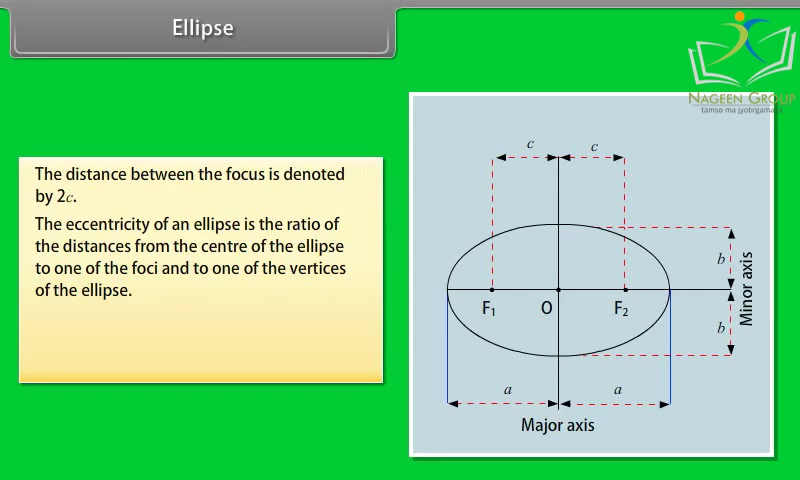 Ellipse
NAGEEN GROUP
tamso ma jyotirgamaya
The distance between the focus is denoted
by 2c.
The eccentricity of an ellipse is the ratio of
the distances from the centre of the ellipse
to one of the foci and to one of the vertices
of the ellipse.
c c
b
F1 O F2
b
Minor axis
a a
Major axis